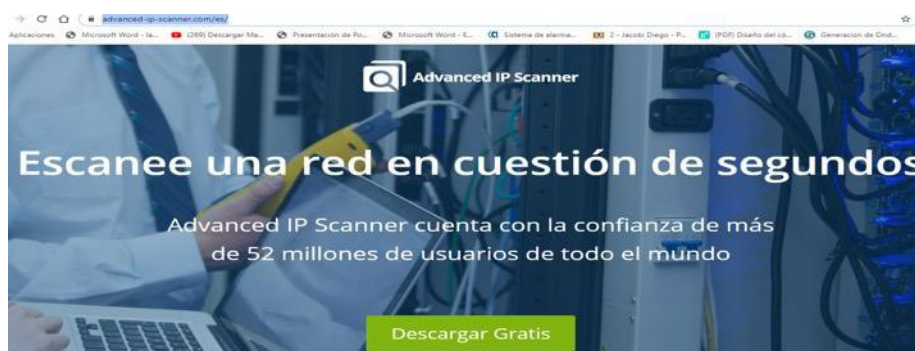 advanced-ip-scanner.com/es/
Aplicaciones Microsoft Word - la... (269) Descargar Ma... Presentación de Po... Microsoft Word - E... Sistema de alarma... 2 - Jacobi Diego - P... (PDF) Diseño del có... Generacion de Ond...
Advanced IP Scanner
Escanee una red en cuestión de segundos
Advanced IP Scanner cuenta con la confianza de más
de 52 millones de usuarios de todo el mundo
Descargar Gratis